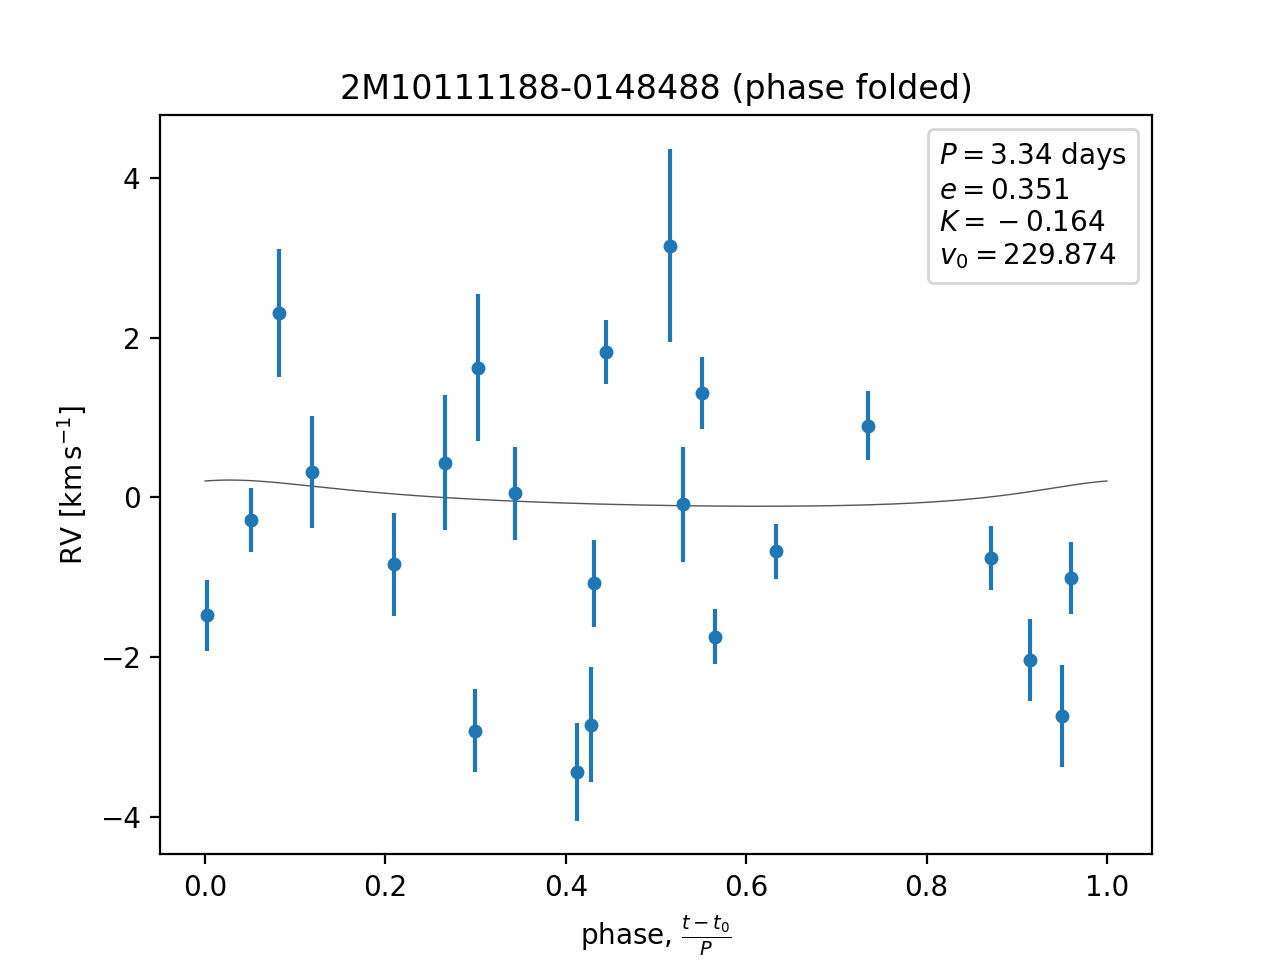 2M10111188-0148488 (phase folded)
P = 3.34 days
e = 0.351
K = −0.164
v₀ = 229.874
RV [km s⁻¹]
4
2
0
−2
−4
0.0 0.2 0.4 0.6 0.8 1.0
phase, (t − t₀)/P